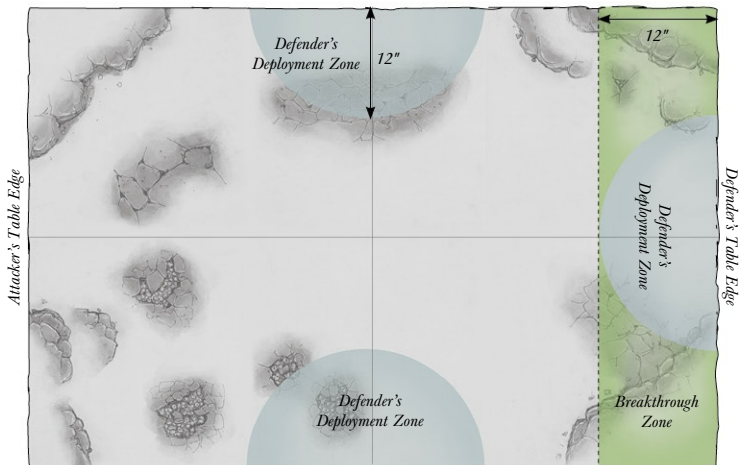 Defender's
Deployment Zone
12"
12"
Attacker's Table Edge
Defender's
Deployment Zone
Defender's Table Edge
Defender's
Deployment Zone
Breakthrough
Zone